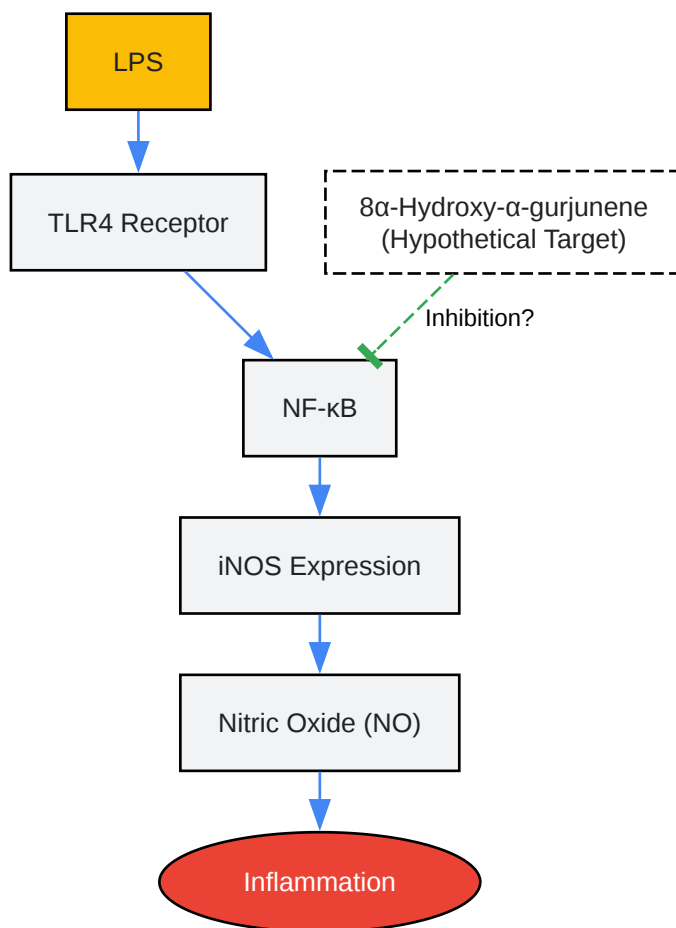 LPS
TLR4 Receptor
8α-Hydroxy-α-gurjunene
(Hypothetical Target)
Inhibition?
NF-κB
iNOS Expression
Nitric Oxide (NO)
Inflammation